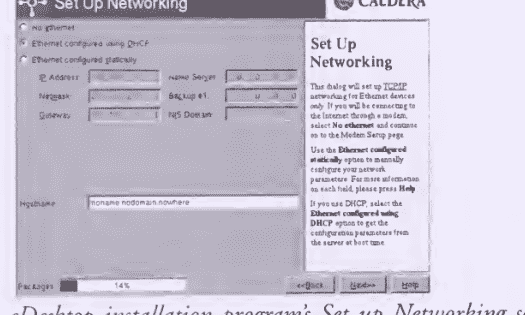 Set Up Networking
CALDERA
No ethernet
Ethernet configured using DHCP
Ethernet configured statically
IP Address
Name Server
Netmask
Backup #1
Gateway
NIS Domain
Hostname
noname nodomain.nowhere
Packages
14%
<<Back
Next>>
Help
Set Up
Networking
This dialog will set up TCP/IP
networking for Ethernet devices
only. If you will be connecting to
the Internet through a modem,
select No ethernet and continue
on to the Modem Setup page
Use the Ethernet configured
statically option to manually
configure your network
parameters. For more information
on each field, please press Help
If you use DHCP, select the
Ethernet configured using
DHCP option to get the
configuration parameters from
the server at boot time
eDesktop installation program's Set up Networking